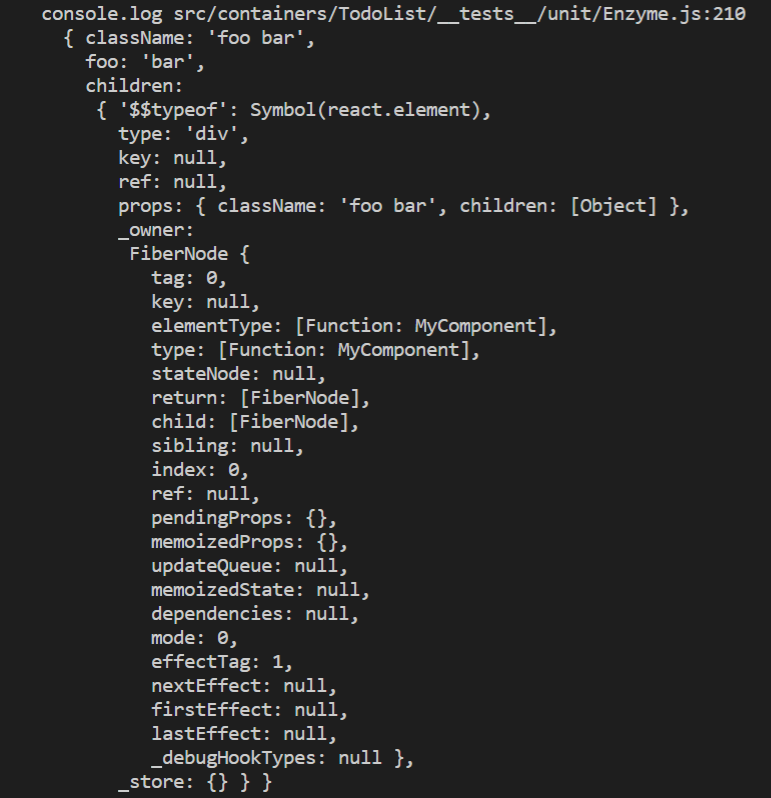 console.log src/containers/TodoList/__tests__/unit/Enzyme.js:210
{ className: 'foo bar',
foo: 'bar',
children:
{ '$$typeof': Symbol(react.element),
type: 'div',
key: null,
ref: null,
props: { className: 'foo bar', children: [Object] },
_owner:
FiberNode {
tag: 0,
key: null,
elementType: [Function: MyComponent],
type: [Function: MyComponent],
stateNode: null,
return: [FiberNode],
child: [FiberNode],
sibling: null,
index: 0,
ref: null,
pendingProps: {},
memoizedProps: {},
updateQueue: null,
memoizedState: null,
dependencies: null,
mode: 0,
effectTag: 1,
nextEffect: null,
firstEffect: null,
lastEffect: null,
_debugHookTypes: null },
_store: {} } }